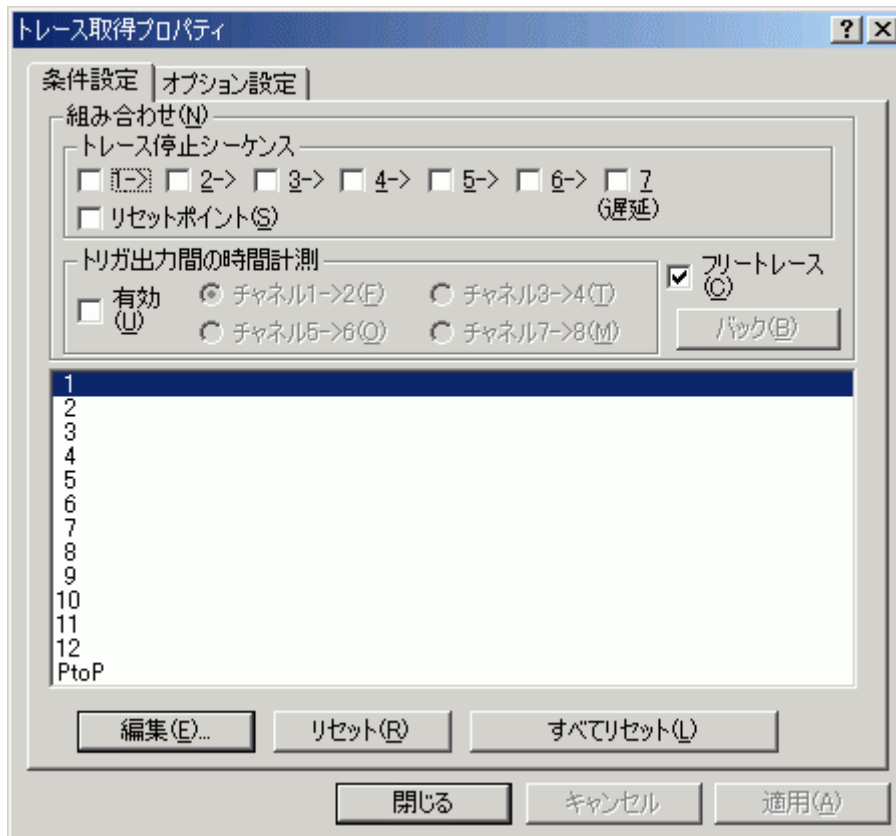 トレース取得プロパティ
条件設定 オプション設定
組み合わせ(N)
トレース停止シーケンス
1-> 2-> 3-> 4-> 5-> 6-> 7
(遅延)
リセットポイント(S)
トリガ出力間の時間計測
有効
(U)
チャネル1->2(F) チャネル3->4(T)
チャネル5->6(O) チャネル7->8(M)
フリートレース
(C)
パック(B)
1
2
3
4
5
6
7
8
9
10
11
12
PtoP
編集(E)... リセット(R) すべてリセット(L)
閉じる キャンセル 適用(A)